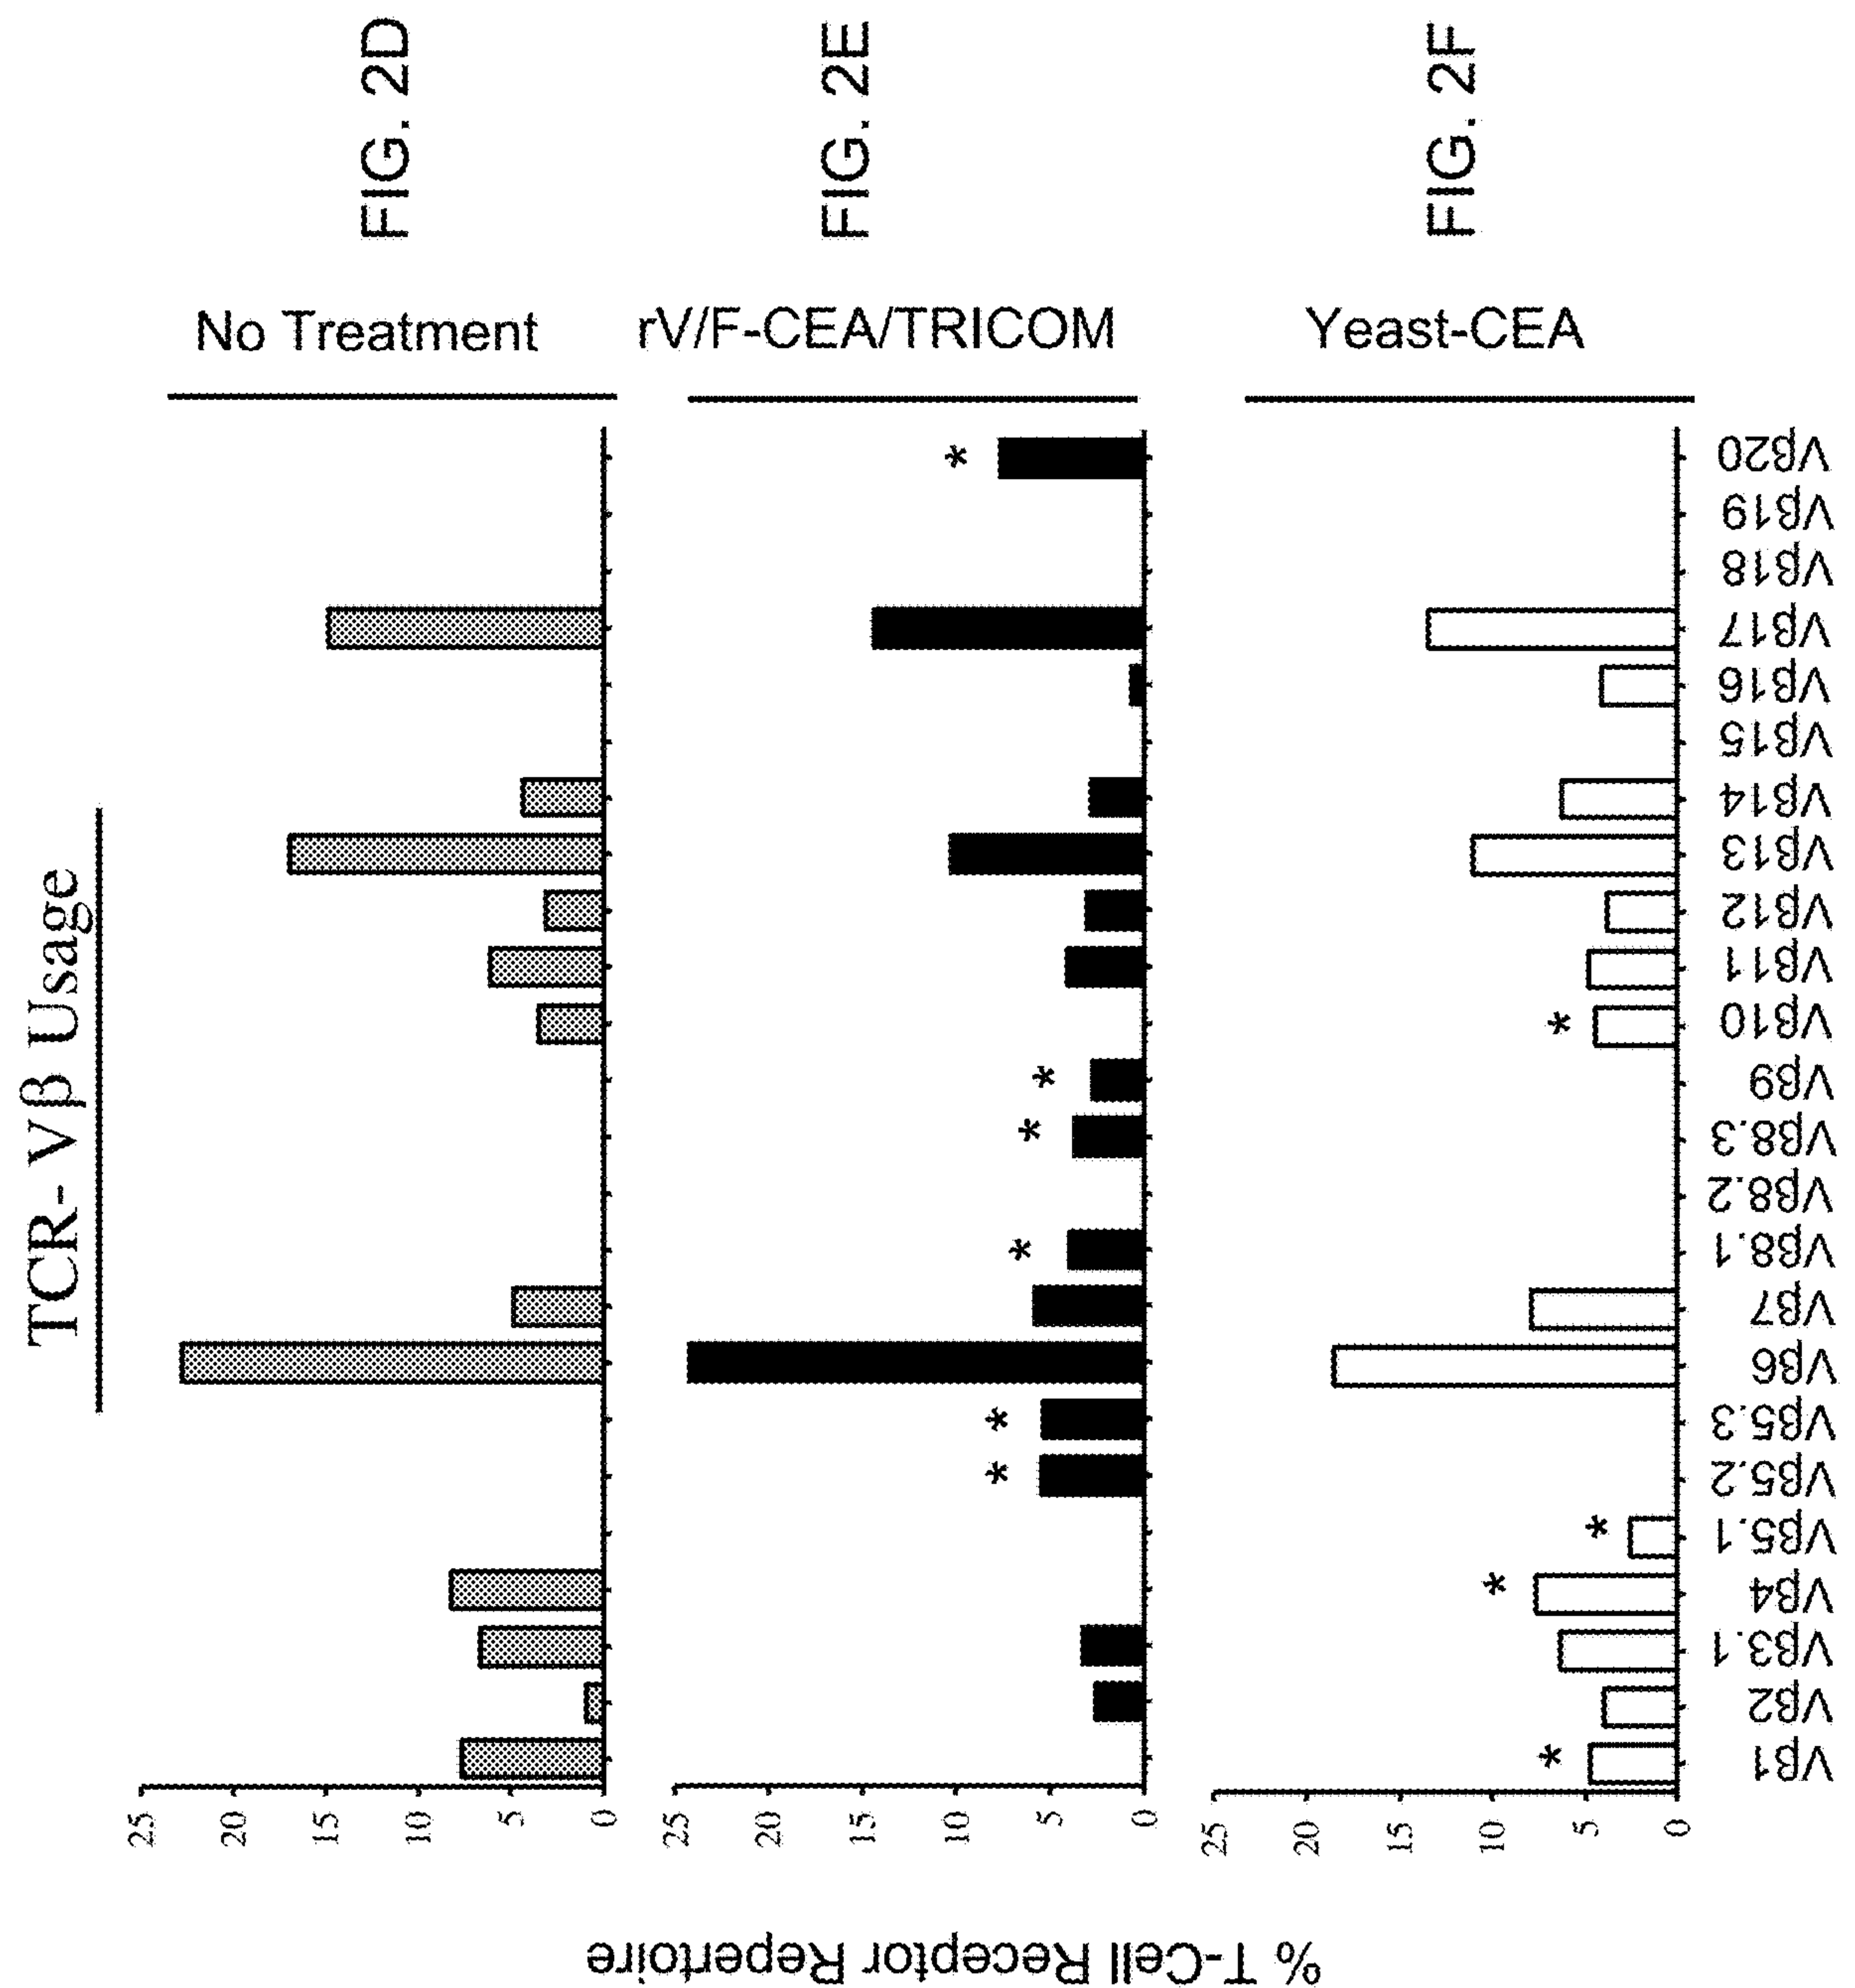 TCR- Vβ Usage
% T-Cell Receptor Repertoire
25
20
15
10
5
0
No Treatment
FIG. 2D
25
20
15
10
5
0
*
*
*
*
*
*
rV/F-CEA/TRICOM
FIG. 2E
25
20
15
10
5
0
*
*
*
*
Yeast-CEA
FIG. 2F
Vβ1
Vβ2
Vβ3.1
Vβ4
Vβ5.1
Vβ5.2
Vβ5.3
Vβ6
Vβ7
Vβ8.1
Vβ8.2
Vβ8.3
Vβ9
Vβ10
Vβ11
Vβ12
Vβ13
Vβ14
Vβ15
Vβ16
Vβ17
Vβ18
Vβ19
Vβ20